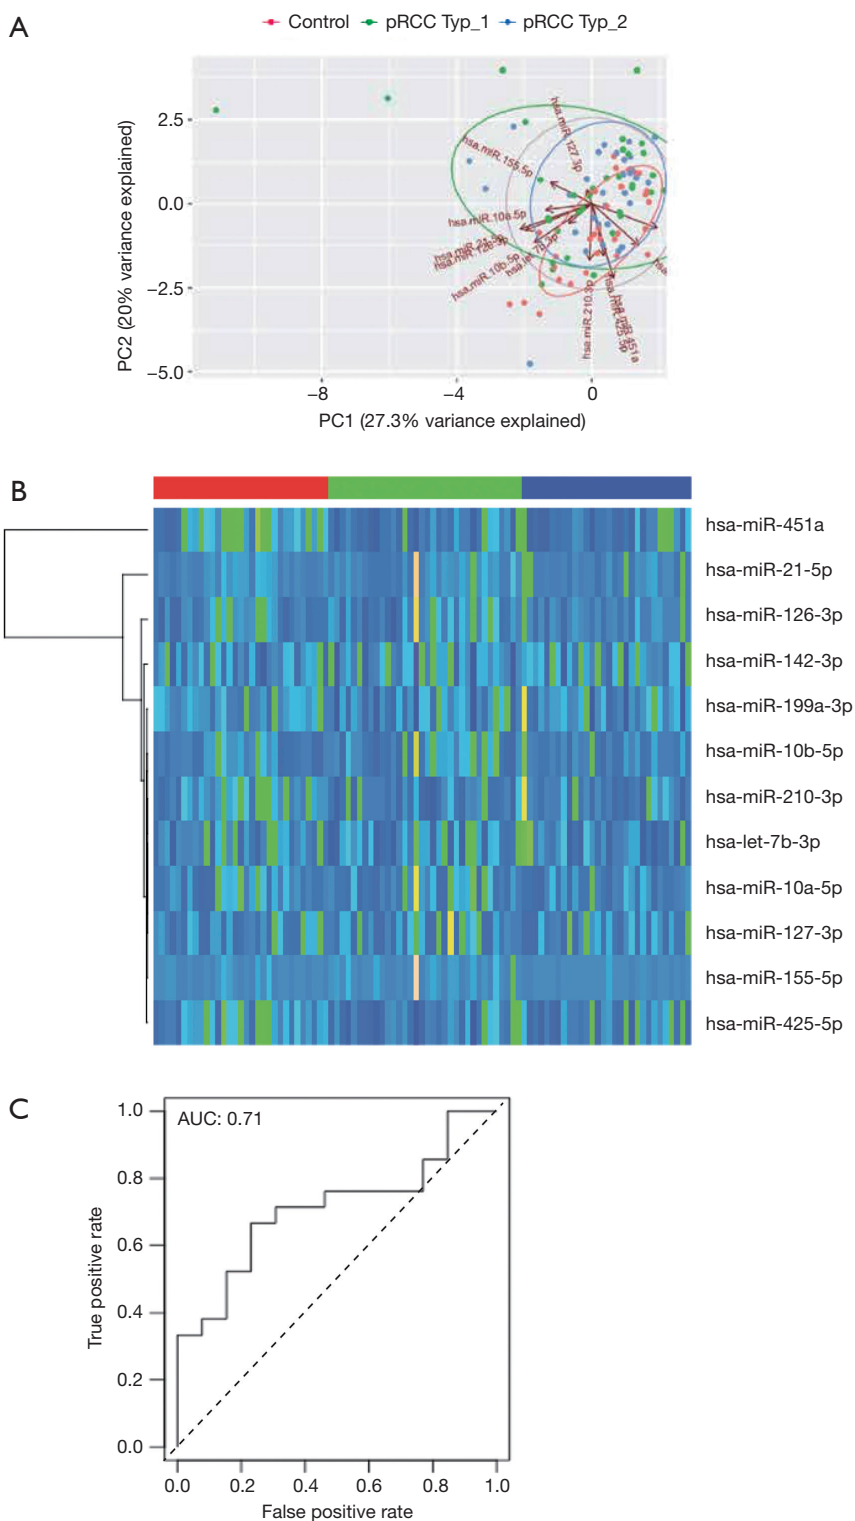 A
Control pRCC Typ_1 pRCC Typ_2
PC2 (20% variance explained)
2.5
0.0
−2.5
−5.0
hsa.miR.127.3p
hsa.miR.155.5p
hsa.miR.10a.5p
hsa.miR.10b.5p
hsa.let.7b.3p
hsa.miR.210.3p
hsa.miR.451a
−8 −4 0
PC1 (27.3% variance explained)
B
hsa-miR-451a
hsa-miR-21-5p
hsa-miR-126-3p
hsa-miR-142-3p
hsa-miR-199a-3p
hsa-miR-10b-5p
hsa-miR-210-3p
hsa-let-7b-3p
hsa-miR-10a-5p
hsa-miR-127-3p
hsa-miR-155-5p
hsa-miR-425-5p
C
AUC: 0.71
True positive rate
1.0
0.8
0.6
0.4
0.2
0.0
0.0 0.2 0.4 0.6 0.8 1.0
False positive rate